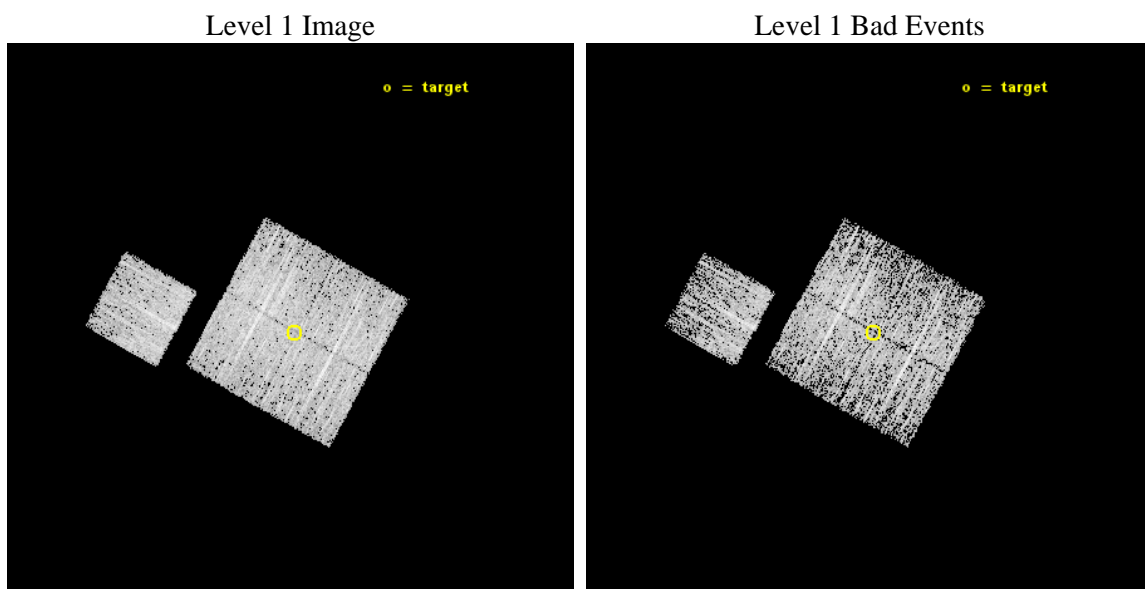 Level 1 Image
Level 1 Bad Events
o = target
o = target